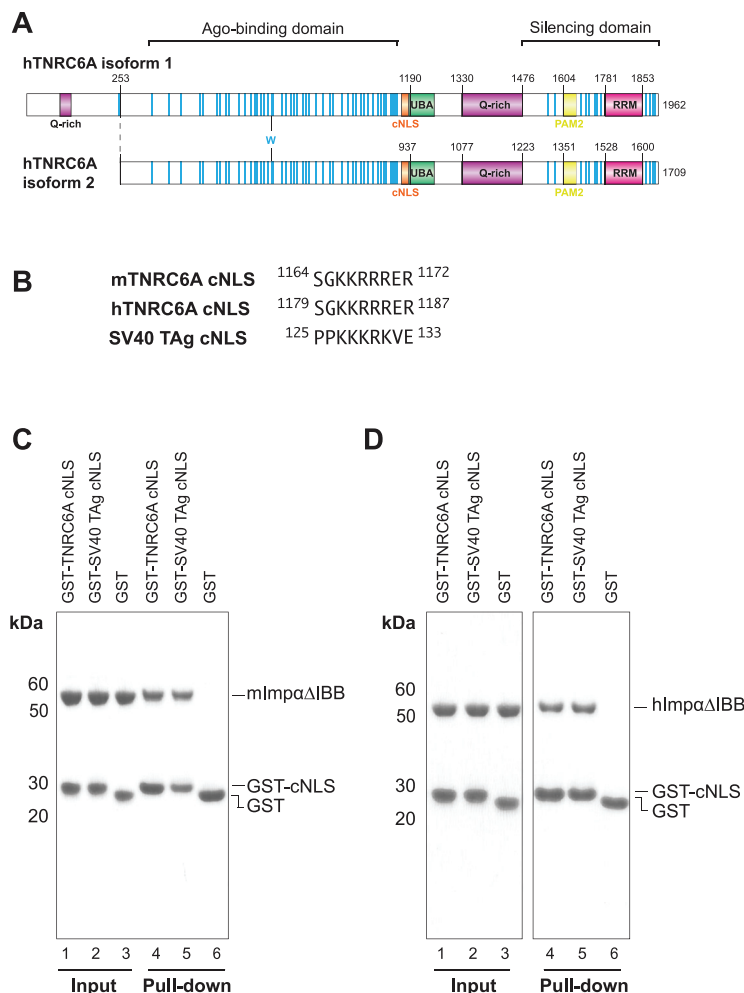 A
Ago-binding domain
Silencing domain
hTNRC6A isoform 1
253
1190
1330
1476
1604
1781
1853
UBA
Q-rich
RRM
1962
Q-rich
cNLS
PAM2
W
hTNRC6A
isoform 2
937
1077
1223
1351
1528
1600
UBA
Q-rich
RRM
1709
cNLS
PAM2
B
mTNRC6A cNLS 1164 SGKKRRRER 1172
hTNRC6A cNLS 1179 SGKKRRRER 1187
SV40 TAg cNLS 125 PPKKKRKVE 133
C
GST-TNRC6A cNLS
GST-SV40 TAg cNLS
GST
GST-TNRC6A cNLS
GST-SV40 TAg cNLS
GST
kDa
60
50
30
20
mImpαΔIBB
GST-cNLS
GST
1 2 3 4 5 6
Input Pull-down
D
GST-TNRC6A cNLS
GST-SV40 TAg cNLS
GST
GST-TNRC6A cNLS
GST-SV40 TAg cNLS
GST
kDa
60
50
30
20
hImpαΔIBB
GST-cNLS
GST
1 2 3 4 5 6
Input Pull-down